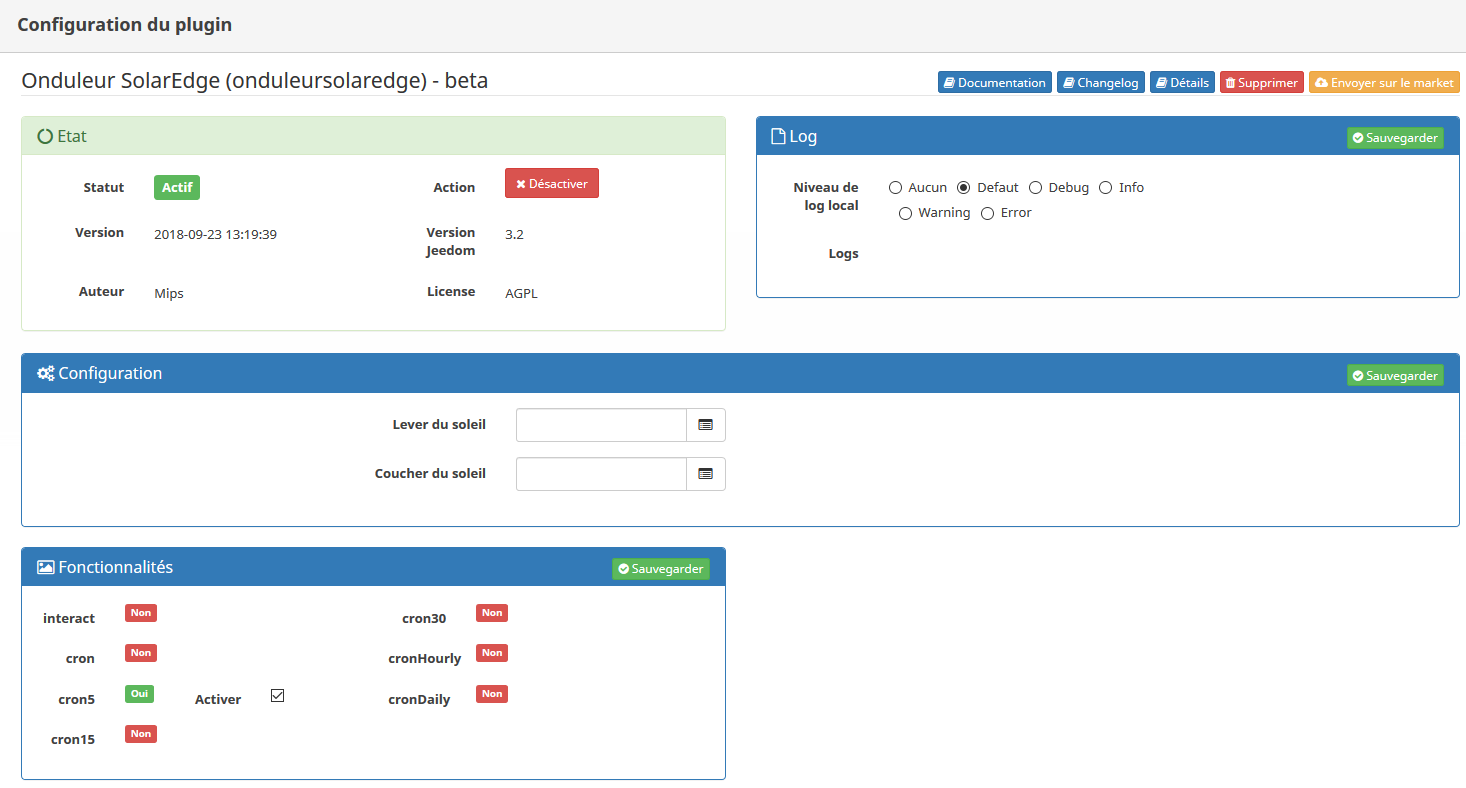 Configuration du plugin
Onduleur SolarEdge (onduleursolaredge) - beta
Documentation Changelog Détails Supprimer Envoyer sur le market
Etat
Statut Actif Action Désactiver
Version 2018-09-23 13:19:39 Version Jeedom 3.2
Auteur Mips License AGPL
Log Sauvegarder
Niveau de log local Aucun Defaut Debug Info
Warning Error
Logs
Configuration Sauvegarder
Lever du soleil
Coucher du soleil
Fonctionnalités Sauvegarder
interact Non cron30 Non
cron Non cronHourly Non
cron5 Oui Activer cronDaily Non
cron15 Non